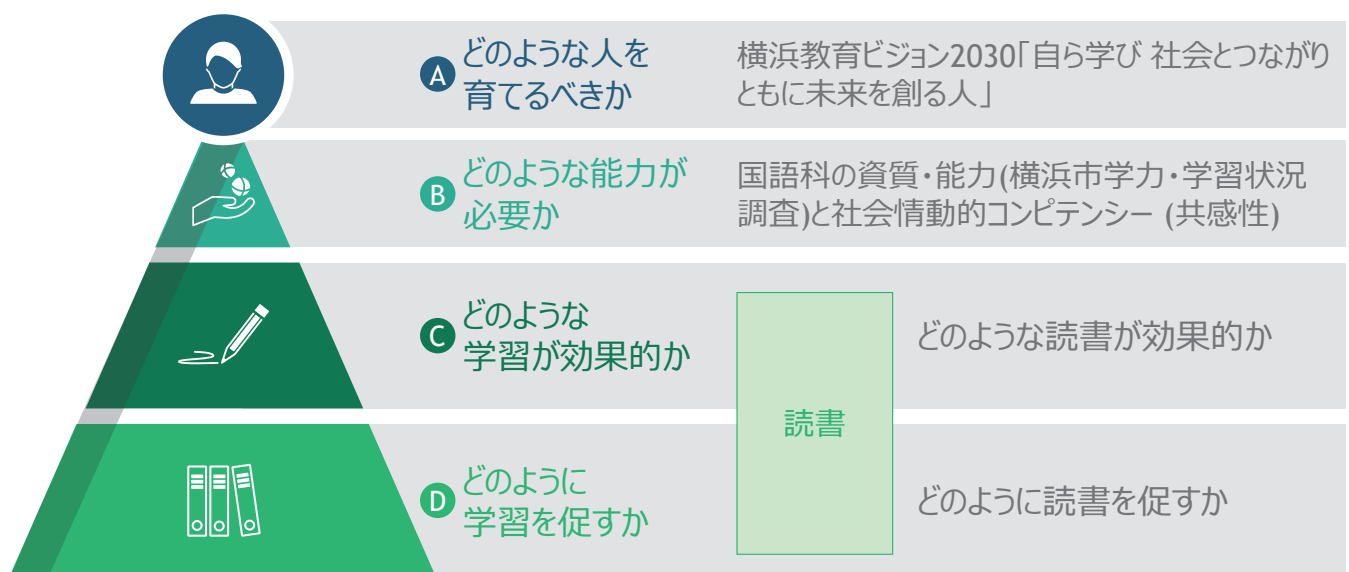 A
どのような人を
育てるべきか
横浜教育ビジョン2030「自ら学び 社会とつながり
ともに未来を創る人」
B
どのような能力が
必要か
国語科の資質・能力(横浜市学力・学習状況
調査)と社会情動的コンピテンシー (共感性)
C
どのような
学習が効果的か
どのような読書が効果的か
読書
D
どのように
学習を促すか
どのように読書を促すか